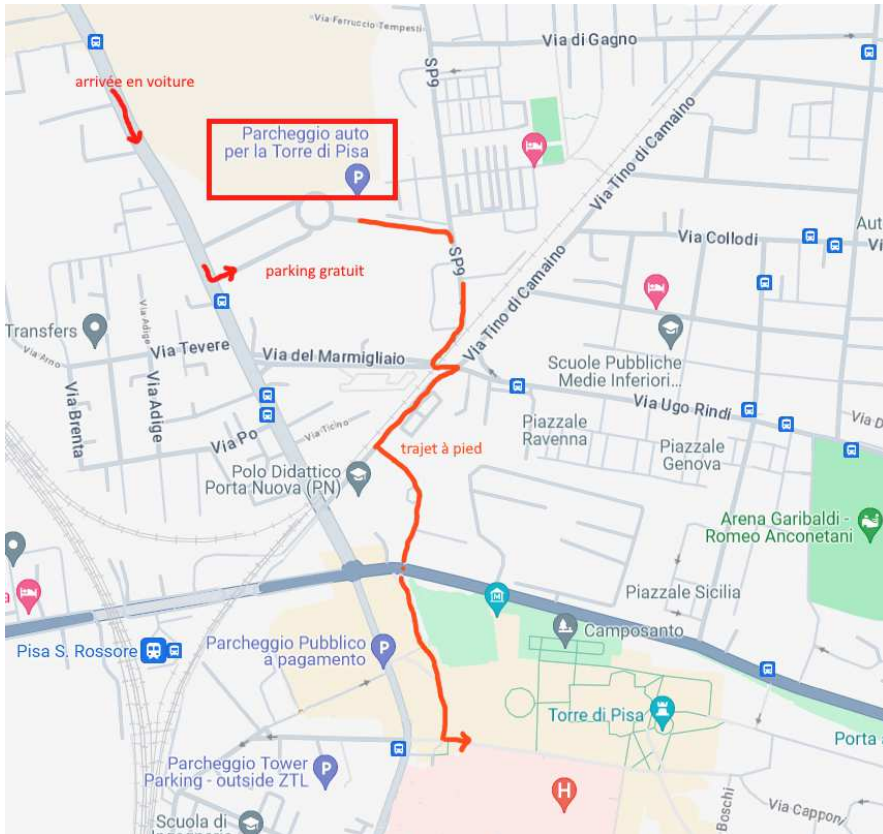 Via Ferruccio Tempesti
Via di Gagno
SP9
arrivée en voiture
Parcheggio auto
per la Torre di Pisa
P
Via Tino di Camaino
Via Collodi
Aut
Vi
parking gratuit
SP9
Via Tino di Camaino
Transfers
Via Adige
Via Tevere
Via del Marmigliaio
Scuole Pubbliche
Medie Inferiori...
Via Arno
Via Brenta
Via Adige
Via Po
Via Ticino
Via Ugo Rindi
Via D
Piazzale
Ravenna
Piazzale
Genova
trajet à pied
Polo Didattico
Porta Nuova (PN)
Arena Garibaldi -
Romeo Anconetani
Piazzale Sicilia
a
M
Camposanto
Pisa S. Rossore
Parcheggio Pubblico
a pagamento
P
Torre di Pisa
Porta a
Parcheggio Tower
Parking - outside ZTL
P
H
Boschi
Via Cappon
Scuola di